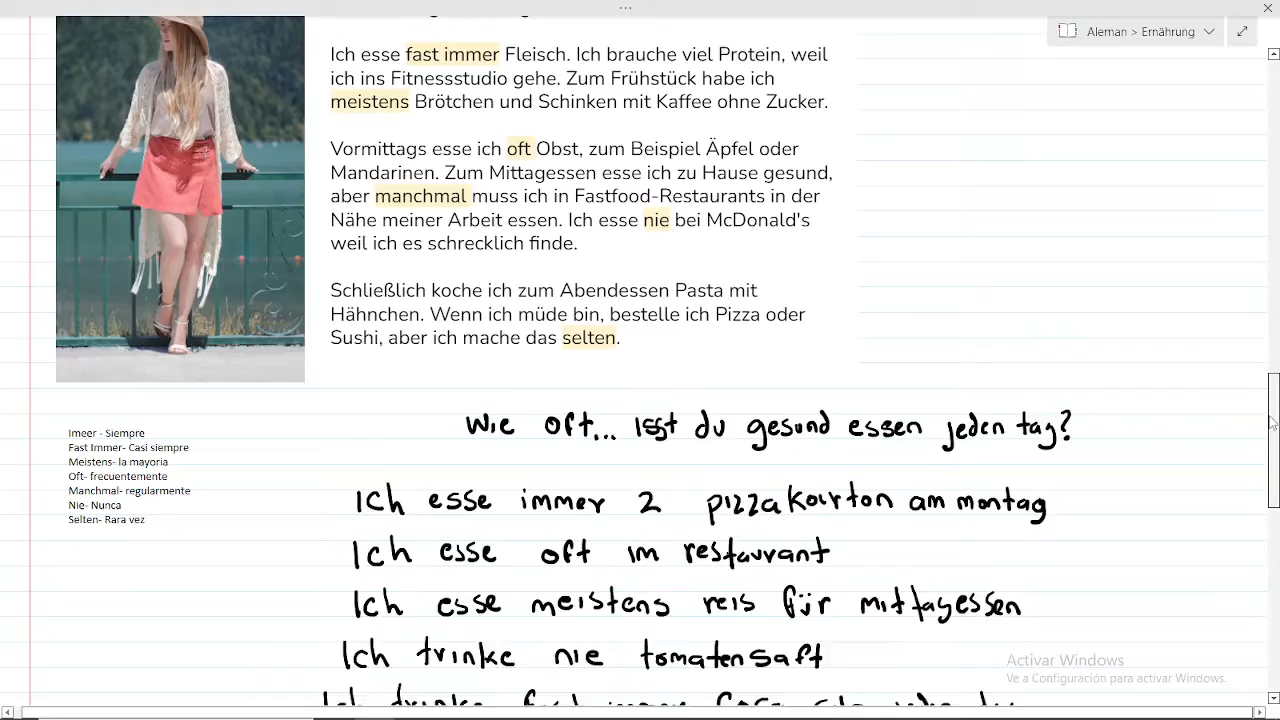 Aleman > Ernährung
Ich esse fast immer Fleisch. Ich brauche viel Protein, weil
ich ins Fitnessstudio gehe. Zum Frühstück habe ich
meistens Brötchen und Schinken mit Kaffee ohne Zucker.
Vormittags esse ich oft Obst, zum Beispiel Äpfel oder
Mandarinen. Zum Mittagessen esse ich zu Hause gesund,
aber manchmal muss ich in Fastfood-Restaurants in der
Nähe meiner Arbeit essen. Ich esse nie bei McDonald's
weil ich es schrecklich finde.
Schließlich koche ich zum Abendessen Pasta mit
Hähnchen. Wenn ich müde bin, bestelle ich Pizza oder
Sushi, aber ich mache das selten.
Wie oft... isst du gesund essen jeden tag?
Imeer - Siempre
Fast Immer- Casi siempre
Meistens- la mayoria
Oft- frecuentemente
Manchmal- regularmente
Nie- Nunca
Selten- Rara vez
Ich esse immer 2 pizza karton am montag
Ich esse oft im restaurant
Ich esse meistens reis für mittagessen
Ich trinke nie tomatensaft
Activar Windows
Ve a Configuración para activar Windows.